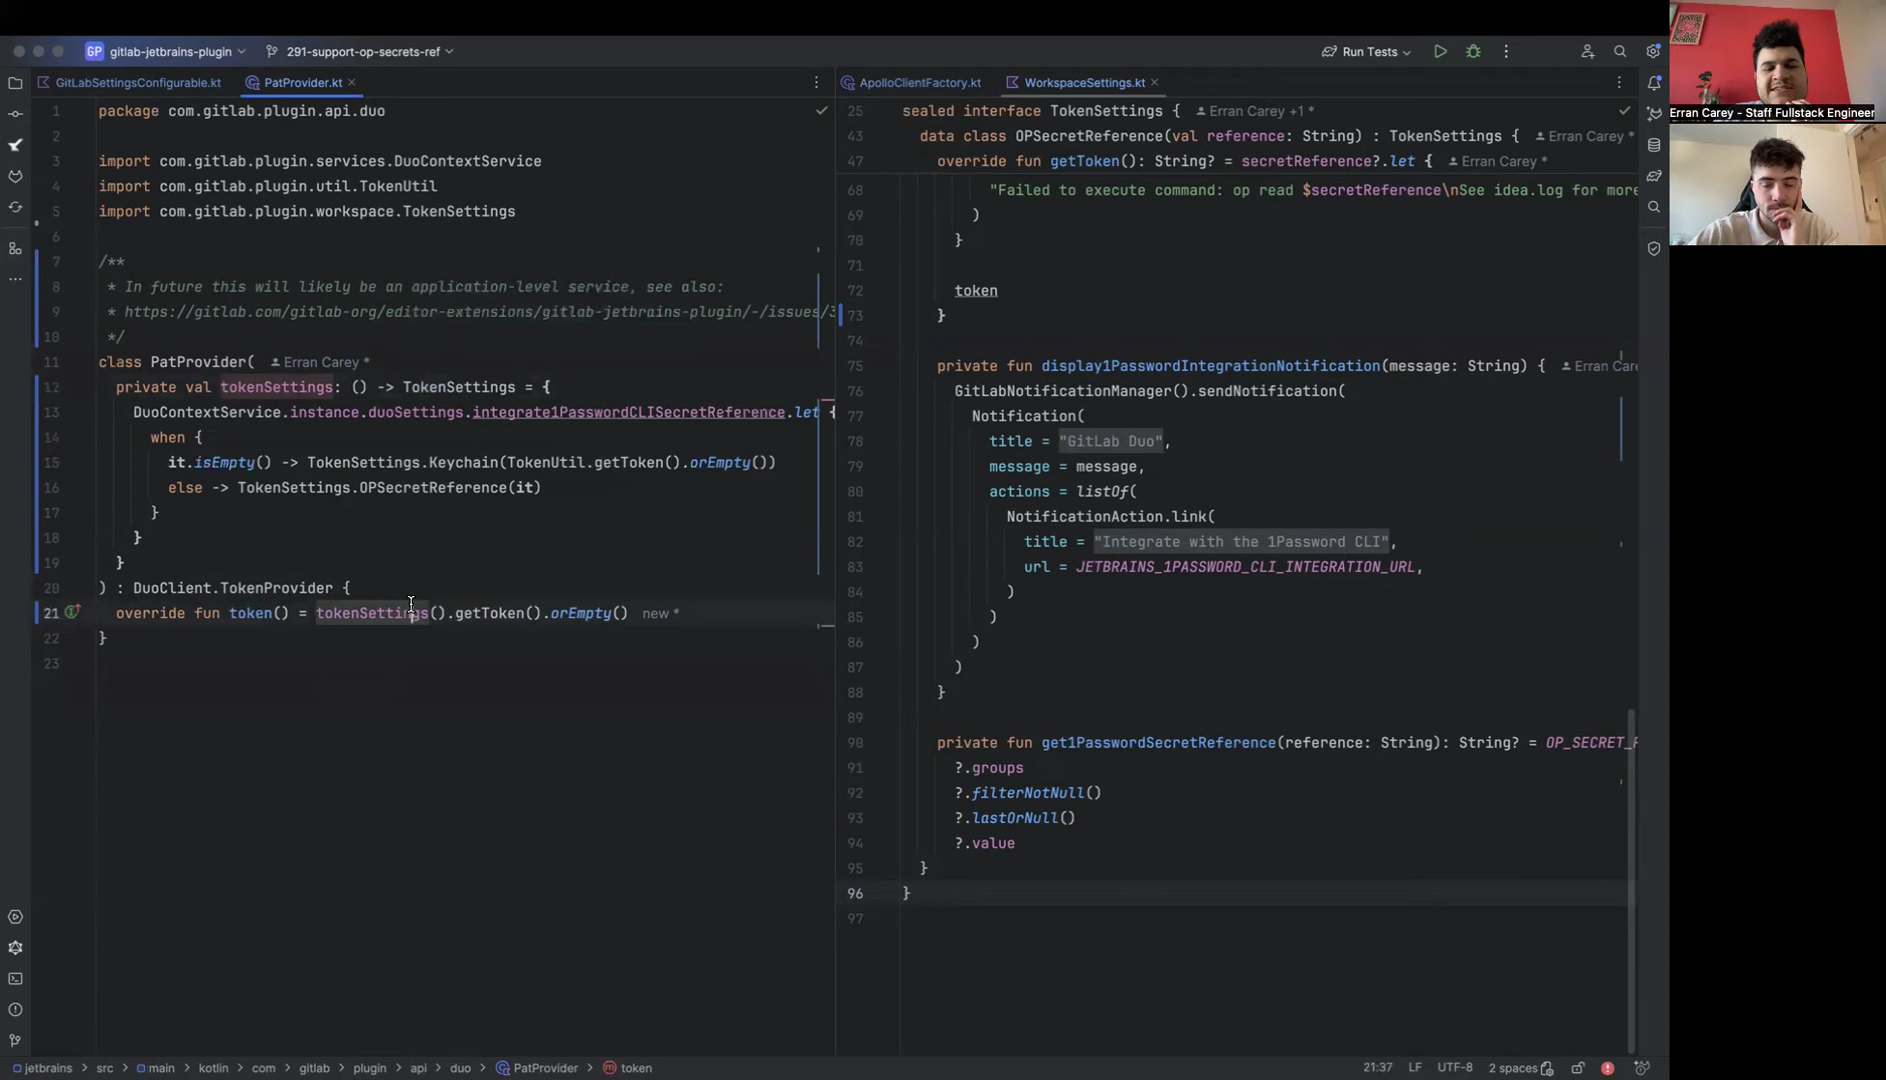 GP gitlab-jetbrains-plugin 291-support-op-secrets-ref Run Tests
GitLabSettingsConfigurable.kt PatProvider.kt ApolloClientFactory.kt WorkspaceSettings.kt
Erran Carey - Staff Fullstack Engineer
1 package com.gitlab.plugin.api.duo
2
3 import com.gitlab.plugin.services.DuoContextService
4 import com.gitlab.plugin.util.TokenUtil
5 import com.gitlab.plugin.workspace.TokenSettings
6
7 /**
8 * In future this will likely be an application-level service, see also:
9 * https://gitlab.com/gitlab-org/editor-extensions/gitlab-jetbrains-plugin/-/issues/3
10 */
11 class PatProvider( Erran Carey *
12 private val tokenSettings: () -> TokenSettings = {
13 DuoContextService.instance.duoSettings.integrate1PasswordCLISecretReference.let {
14 when {
15 it.isEmpty() -> TokenSettings.Keychain(TokenUtil.getToken().orEmpty())
16 else -> TokenSettings.OPSecretReference(it)
17 }
18 }
19 }
20 ) : DuoClient.TokenProvider {
21 override fun token() = tokenSettings().getToken().orEmpty() new *
22 }
23
25 sealed interface TokenSettings { Erran Carey +1 *
43 data class OPSecretReference(val reference: String) : TokenSettings { Erran Carey *
47 override fun getToken(): String? = secretReference?.let { Erran Carey *
68 "Failed to execute command: op read $secretReference\nSee idea.log for more
69 )
70 }
71
72 token
73 }
74
75 private fun display1PasswordIntegrationNotification(message: String) { Erran Care
76 GitLabNotificationManager().sendNotification(
77 Notification(
78 title = "GitLab Duo",
79 message = message,
80 actions = listOf(
81 NotificationAction.link(
82 title = "Integrate with the 1Password CLI",
83 url = JETBRAINS_1PASSWORD_CLI_INTEGRATION_URL,
84 )
85 )
86 )
87 )
88 }
89
90 private fun get1PasswordSecretReference(reference: String): String? = OP_SECRET_R
91 ?.groups
92 ?.filterNotNull()
93 ?.lastOrNull()
94 ?.value
95 }
96 }
97
jetbrains src main kotlin com gitlab plugin api duo PatProvider token 21:37 LF UTF-8 2 spaces